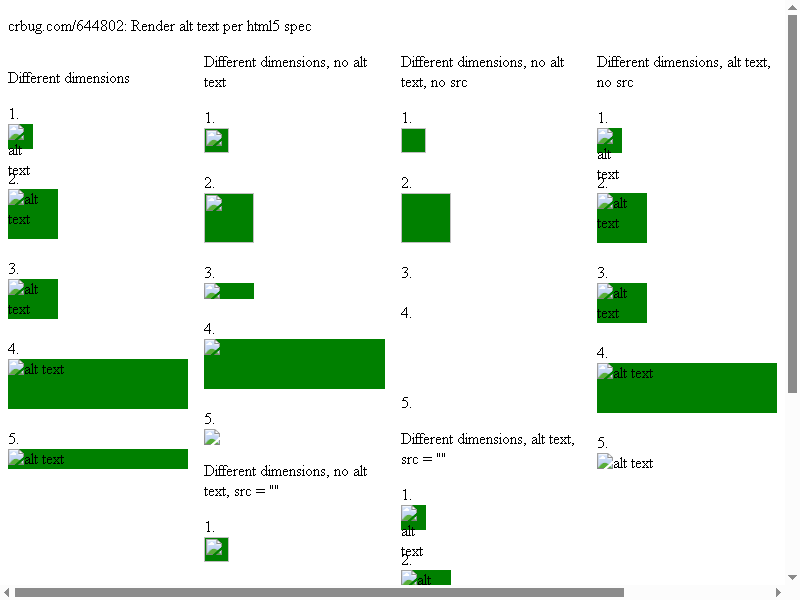 crbug.com/644802: Render alt text per html5 spec
Different dimensions
1.
alt
text
2.
alt
text
3.
alt
text
4.
alt text
5.
alt text
Different dimensions, no alt
text
1.
2.
3.
4.
5.
Different dimensions, no alt
text, src = ""
1.
Different dimensions, no alt
text, no src
1.
2.
3.
4.
5.
Different dimensions, alt text,
src = ""
1.
alt
text
2.
alt
Different dimensions, alt text,
no src
1.
alt
text
2.
alt
text
3.
alt
text
4.
alt text
5.
alt text